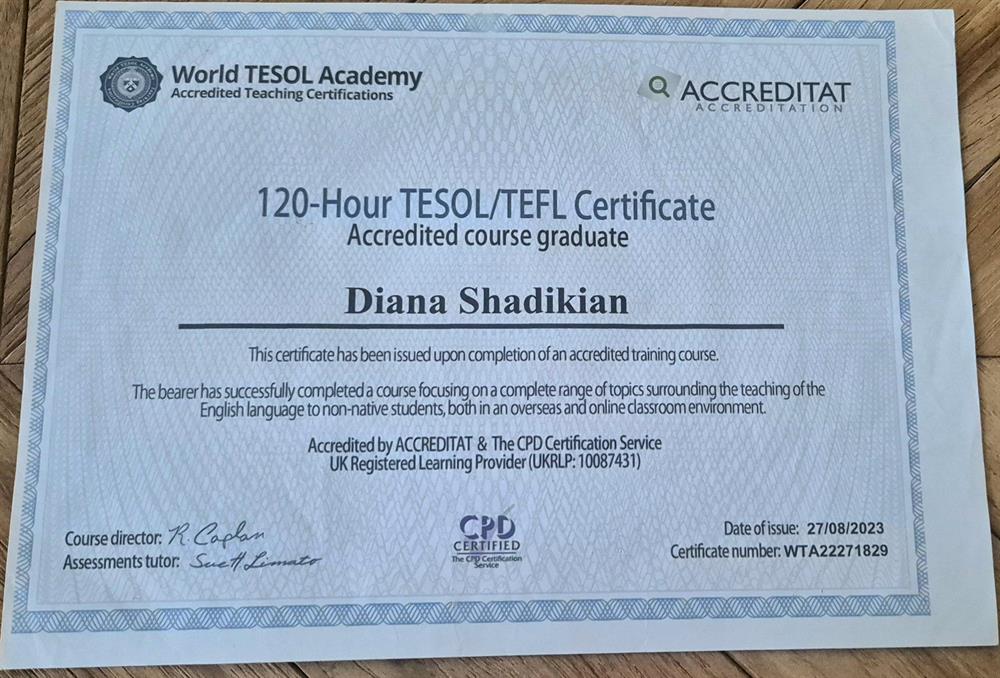 World TESOL Academy
Accredited Teaching Certifications
ACCREDITAT
ACCREDITATION
120-Hour TESOL/TEFL Certificate
Accredited course graduate
Diana Shadikian
This certificate has been issued upon completion of an accredited training course.
The bearer has successfully completed a course focusing on a complete range of topics surrounding the teaching of the
English language to non-native students, both in an overseas and online classroom environment.
Accredited by ACCREDITAT & The CPD Certification Service
UK Registered Learning Provider (UKRLP: 10087431)
Course director: R. Caplan
Assessments tutor:
CPD
CERTIFIED
The CPD Certification
Service
Date of issue: 27/08/2023
Certificate number: WTA22271829